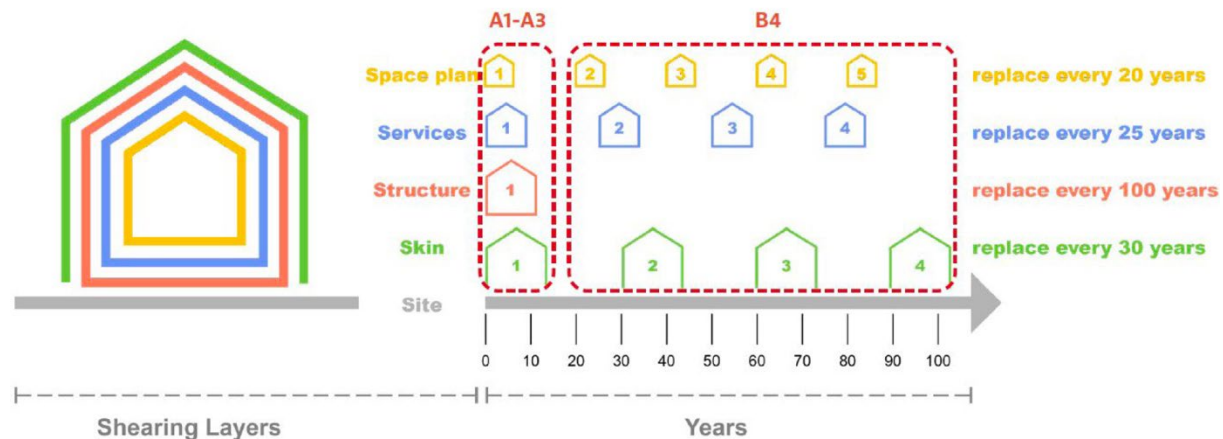 A1-A3 B4
Space plan 1 2 3 4 5 replace every 20 years
Services 1 2 3 4 replace every 25 years
Structure 1 replace every 100 years
Skin 1 2 3 4 replace every 30 years
Site
0 10 20 30 40 50 60 70 80 90 100
Shearing Layers Years